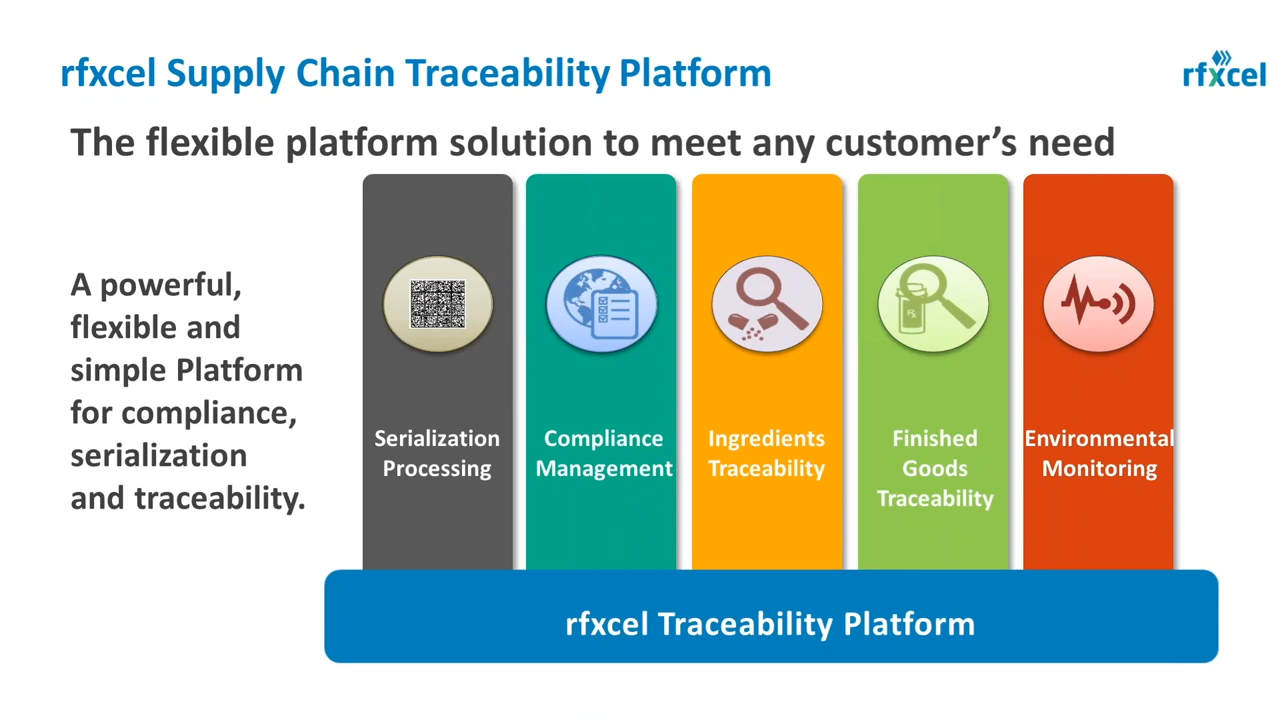 rfxcel Supply Chain Traceability Platform
rfxcel
The flexible platform solution to meet any customer’s need
A powerful,
flexible and
simple Platform
for compliance,
serialization
and traceability.
Serialization
Processing
Compliance
Management
Ingredients
Traceability
Rx
Finished
Goods
Traceability
Environmental
Monitoring
rfxcel Traceability Platform